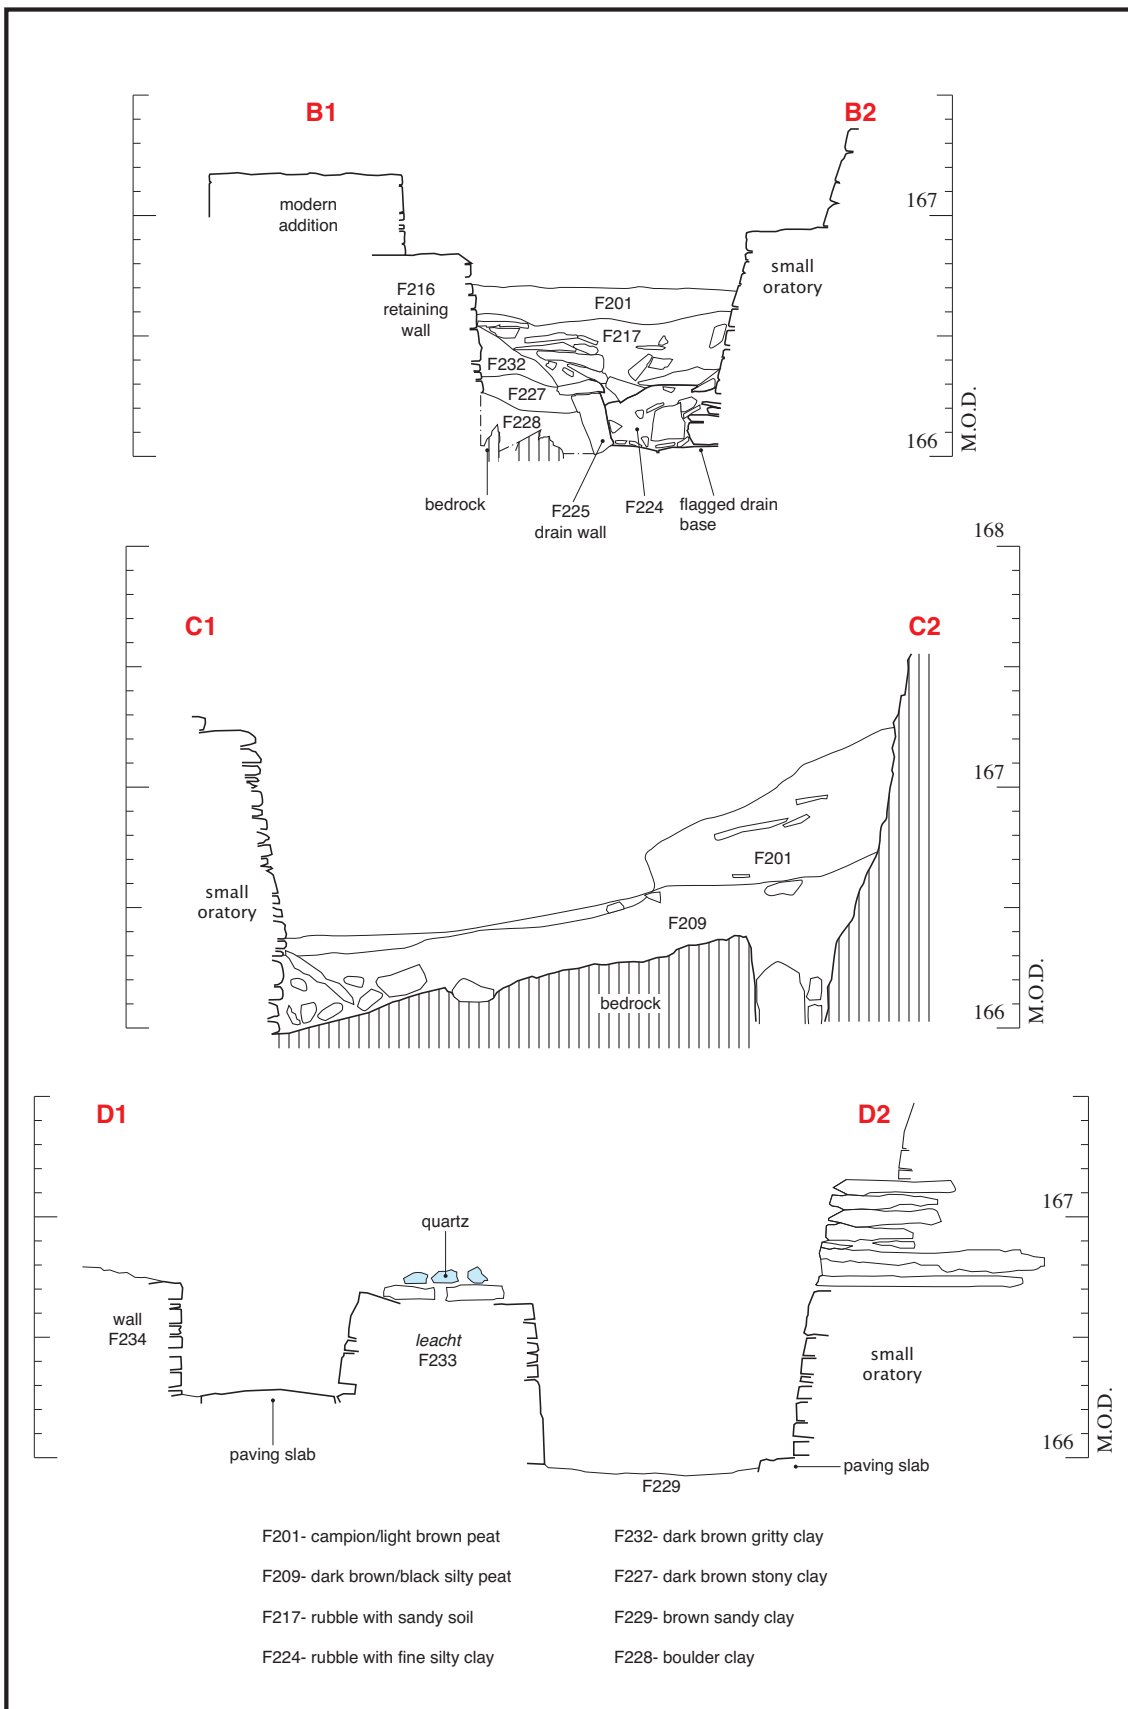 B1
B2
modern
addition
167
small
oratory
F216
retaining
wall
F201
F217
F232
F227
F228
166
M.O.D.
bedrock
F225
drain wall
F224
flagged drain
base
168
C1
C2
167
F201
small
oratory
F209
bedrock
166
M.O.D.
D1
D2
167
quartz
wall
F234
leacht
F233
small
oratory
166
M.O.D.
paving slab
paving slab
F229
F201- campion/light brown peat
F209- dark brown/black silty peat
F217- rubble with sandy soil
F224- rubble with fine silty clay
F232- dark brown gritty clay
F227- dark brown stony clay
F229- brown sandy clay
F228- boulder clay